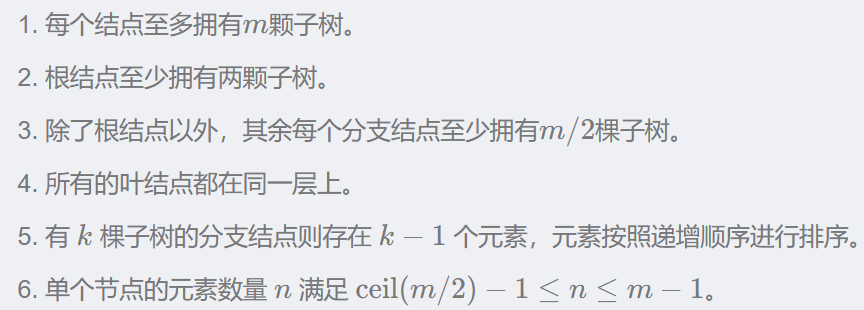 1. 每个结点至多拥有m颗子树。
2. 根结点至少拥有两颗子树。
3. 除了根结点以外，其余每个分支结点至少拥有m/2棵子树。
4. 所有的叶结点都在同一层上。
5. 有 k 棵子树的分支结点则存在 k − 1 个元素，元素按照递增顺序进行排序。
6. 单个节点的元素数量 n 满足 ceil(m/2) − 1 ≤ n ≤ m − 1。